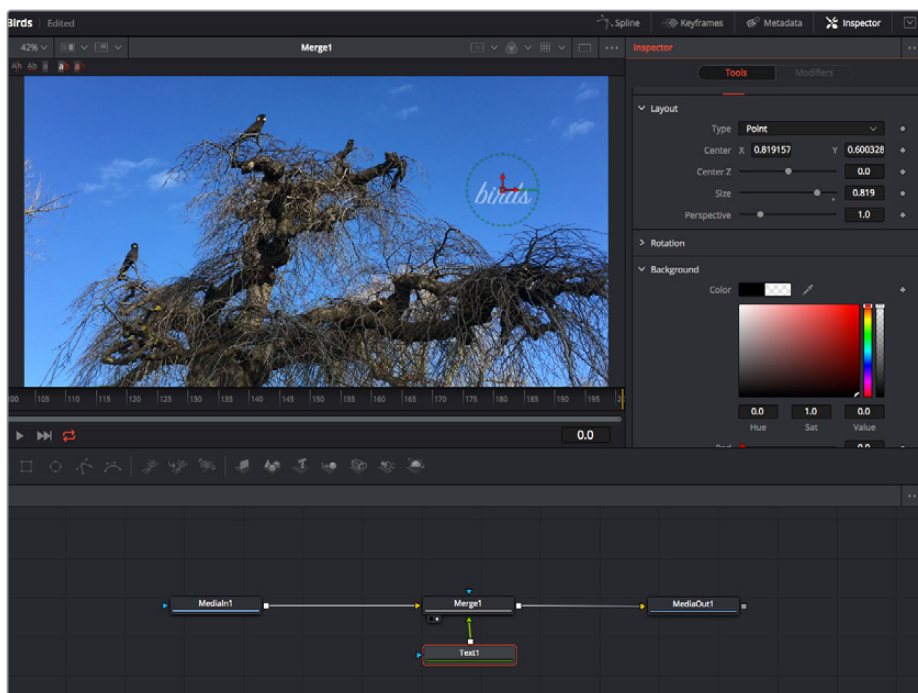 Birds Edited Spline Keyframes Metadata Inspector
42% Merge1 Inspector
Tools Modifiers
birds
Layout
Type Point
Center X 0.819157 Y 0.600328
Center Z 0.0
Size 0.819
Perspective 1.0
Rotation
Background
Color
0.0 1.0 0.0
Hue Sat Value
100 105 110 115 120 125 130 135 140 145 150 155 160 165 170 175 180 185 190 195
0.0
MediaIn1 Merge1 MediaOut1
Text1